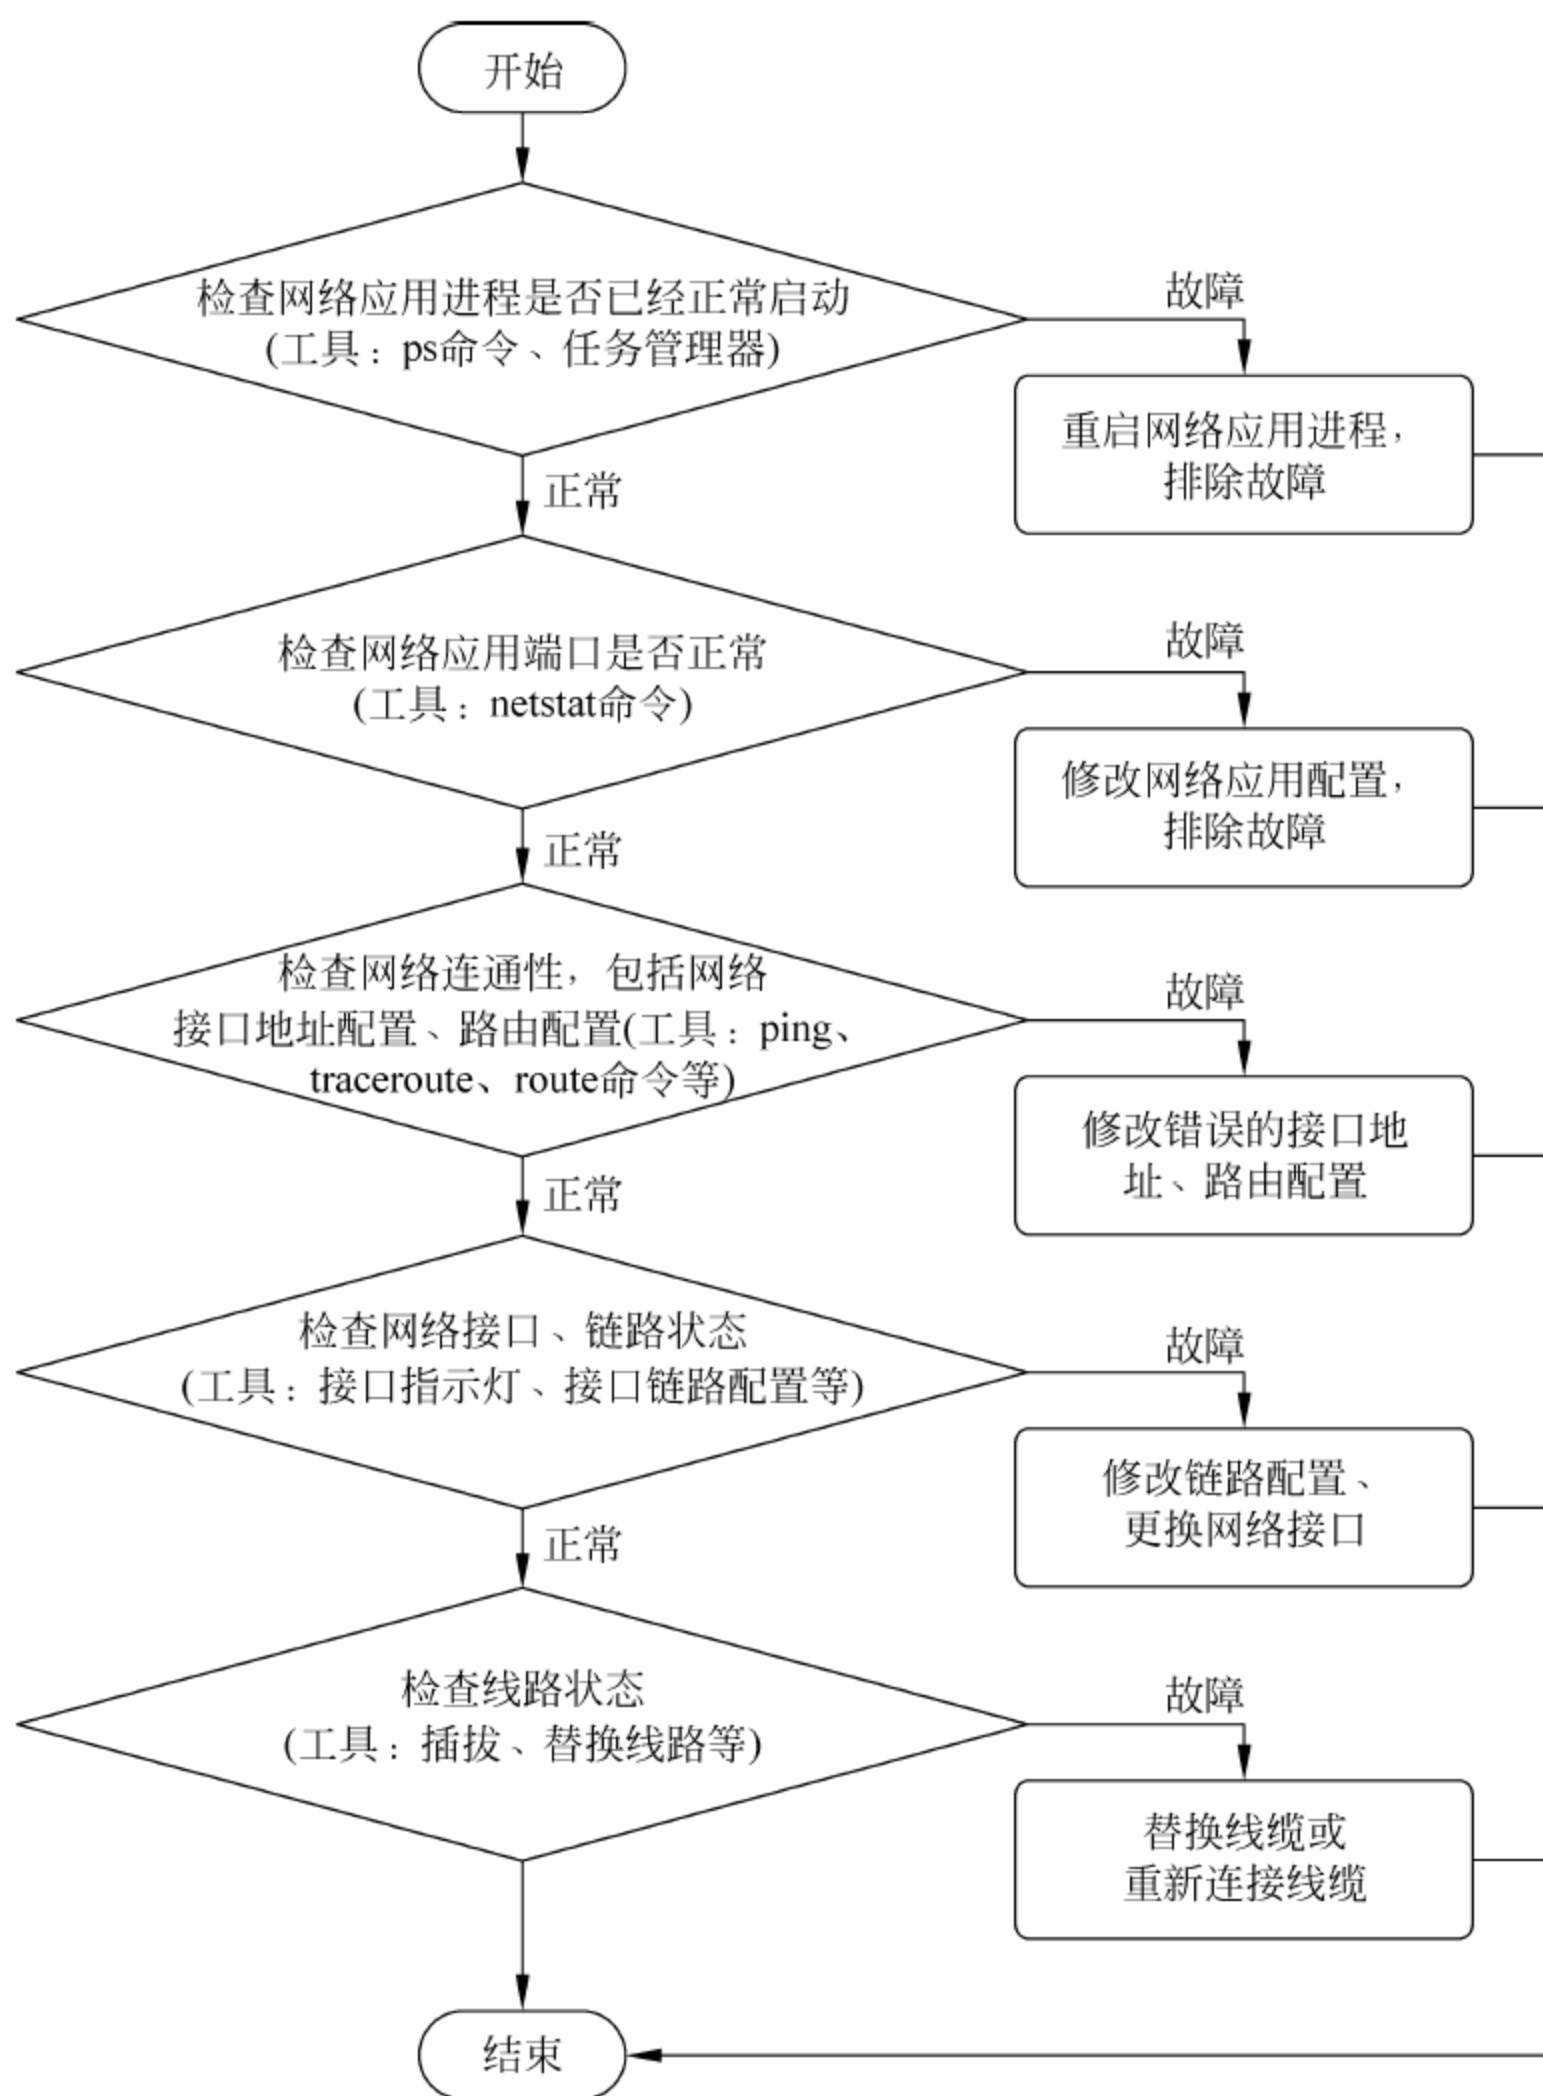 开始
检查网络应用进程是否已经正常启动
(工具：ps命令、任务管理器)
故障
重启网络应用进程，
排除故障
正常
检查网络应用端口是否正常
(工具：netstat命令)
故障
修改网络应用配置，
排除故障
正常
检查网络连通性，包括网络
接口地址配置、路由配置(工具：ping、
traceroute、route命令等)
故障
修改错误的接口地
址、路由配置
正常
检查网络接口、链路状态
(工具：接口指示灯、接口链路配置等)
故障
修改链路配置、
更换网络接口
正常
检查线路状态
(工具：插拔、替换线路等)
故障
替换线缆或
重新连接线缆
结束